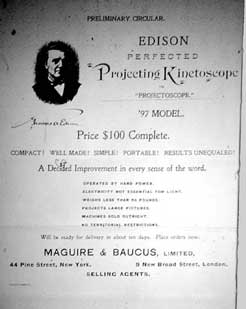 PRELIMINARY CIRCULAR.
EDISON
PERFECTED
Projecting Kinetoscope
OR
"PROJECTOSCOPE."
'97 MODEL.
Price $100 Complete.
COMPACT! WELL MADE! SIMPLE! PORTABLE! RESULTS UNEQUALED!
A Decided Improvement in every sense of the word.
OPERATED BY HAND POWER.
ELECTRICITY NOT ESSENTIAL FOR LIGHT.
WEIGHS LESS THAN POUNDS.
PROJECTS LARGE PICTURES.
MACHINES SOLD OUTRIGHT.
NO TERRITORIAL RESTRICTIONS.
Will be ready for delivery in about ten days. Place orders now.
MAGUIRE & BAUCUS, LIMITED,
44 Pine Street, New York. 9 New Broad Street, London,
SELLING AGENTS.